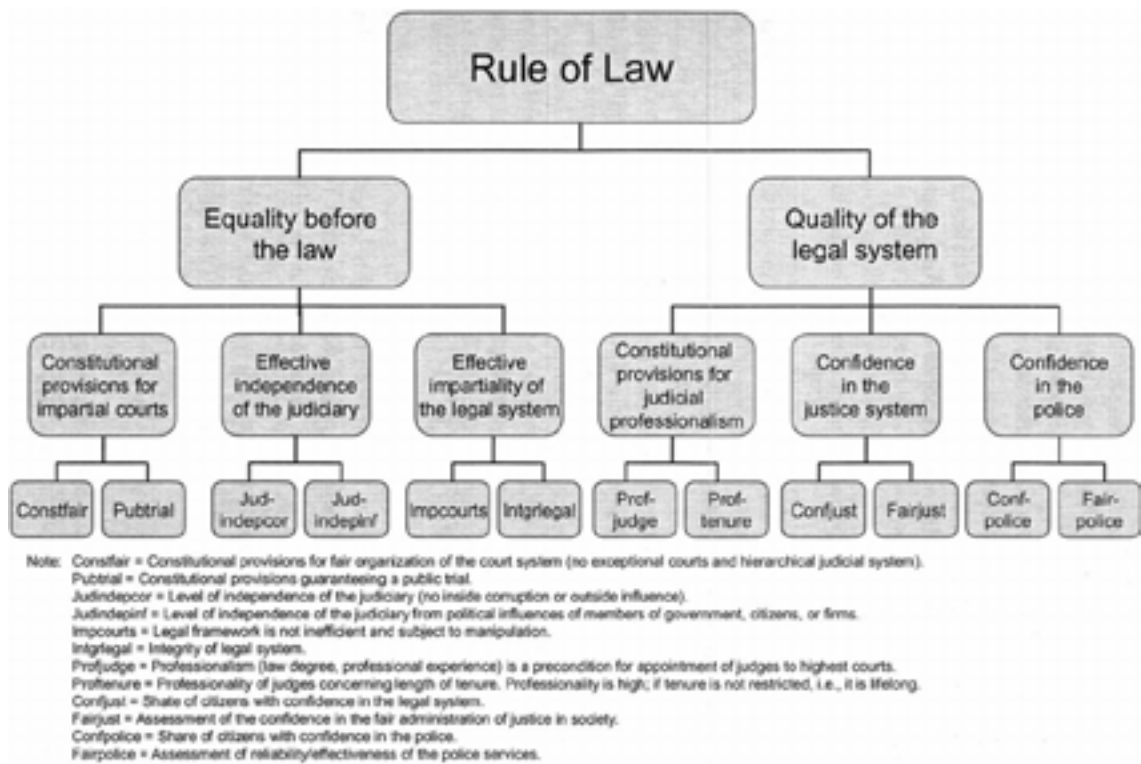 Rule of Law
Equality before
the law
Quality of the
legal system
Constitutional
provisions for
impartial courts
Effective
independence
of the judiciary
Effective
impartiality of
the legal system
Constitutional
provisions for
judicial
professionalism
Confidence
in the
justice system
Confidence
in the
police
Constfair
Pubtrial
Jud-
indepcor
Jud-
indepinf
Impcourts
Intgrlegal
Prof-
judge
Prof-
tenure
Confjust
Fairjust
Conf-
police
Fair-
police
Note: Constfair = Constitutional provisions for fair organization of the court system (no exceptional courts and hierarchical judicial system).
Pubtrial = Constitutional provisions guaranteeing a public trial.
Judindepcor = Level of independence of the judiciary (no inside corruption or outside influence).
Judindepinf = Level of independence of the judiciary from political influences of members of government, citizens, or firms.
Impcourts = Legal framework is not inefficient and subject to manipulation.
Intgrlegal = Integrity of legal system.
Profjudge = Professionalism (law degree, professional experience) is a precondition for appointment of judges to highest courts.
Proftenure = Professionality of judges concerning length of tenure. Professionality is high; if tenure is not restricted, i.e., it is lifelong.
Confjust = Share of citizens with confidence in the legal system.
Fairjust = Assessment of the confidence in the fair administration of justice in society.
Confpolice = Share of citizens with confidence in the police.
Fairpolice = Assessment of reliability/effectiveness of the police services.